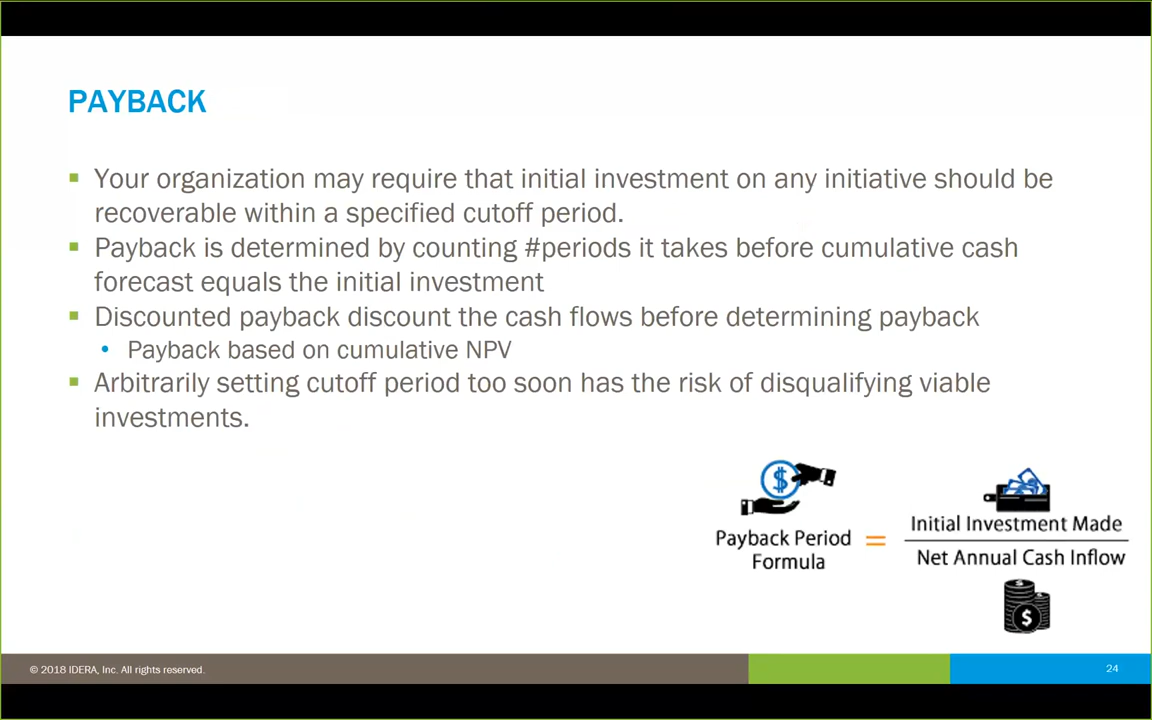 PAYBACK
▪ Your organization may require that initial investment on any initiative should be
recoverable within a specified cutoff period.
▪ Payback is determined by counting #periods it takes before cumulative cash
forecast equals the initial investment
▪ Discounted payback discount the cash flows before determining payback
• Payback based on cumulative NPV
▪ Arbitrarily setting cutoff period too soon has the risk of disqualifying viable
investments.
$
Payback Period
Formula
=
Initial Investment Made
Net Annual Cash Inflow
$
$
© 2018 IDERA, Inc. All rights reserved.
24